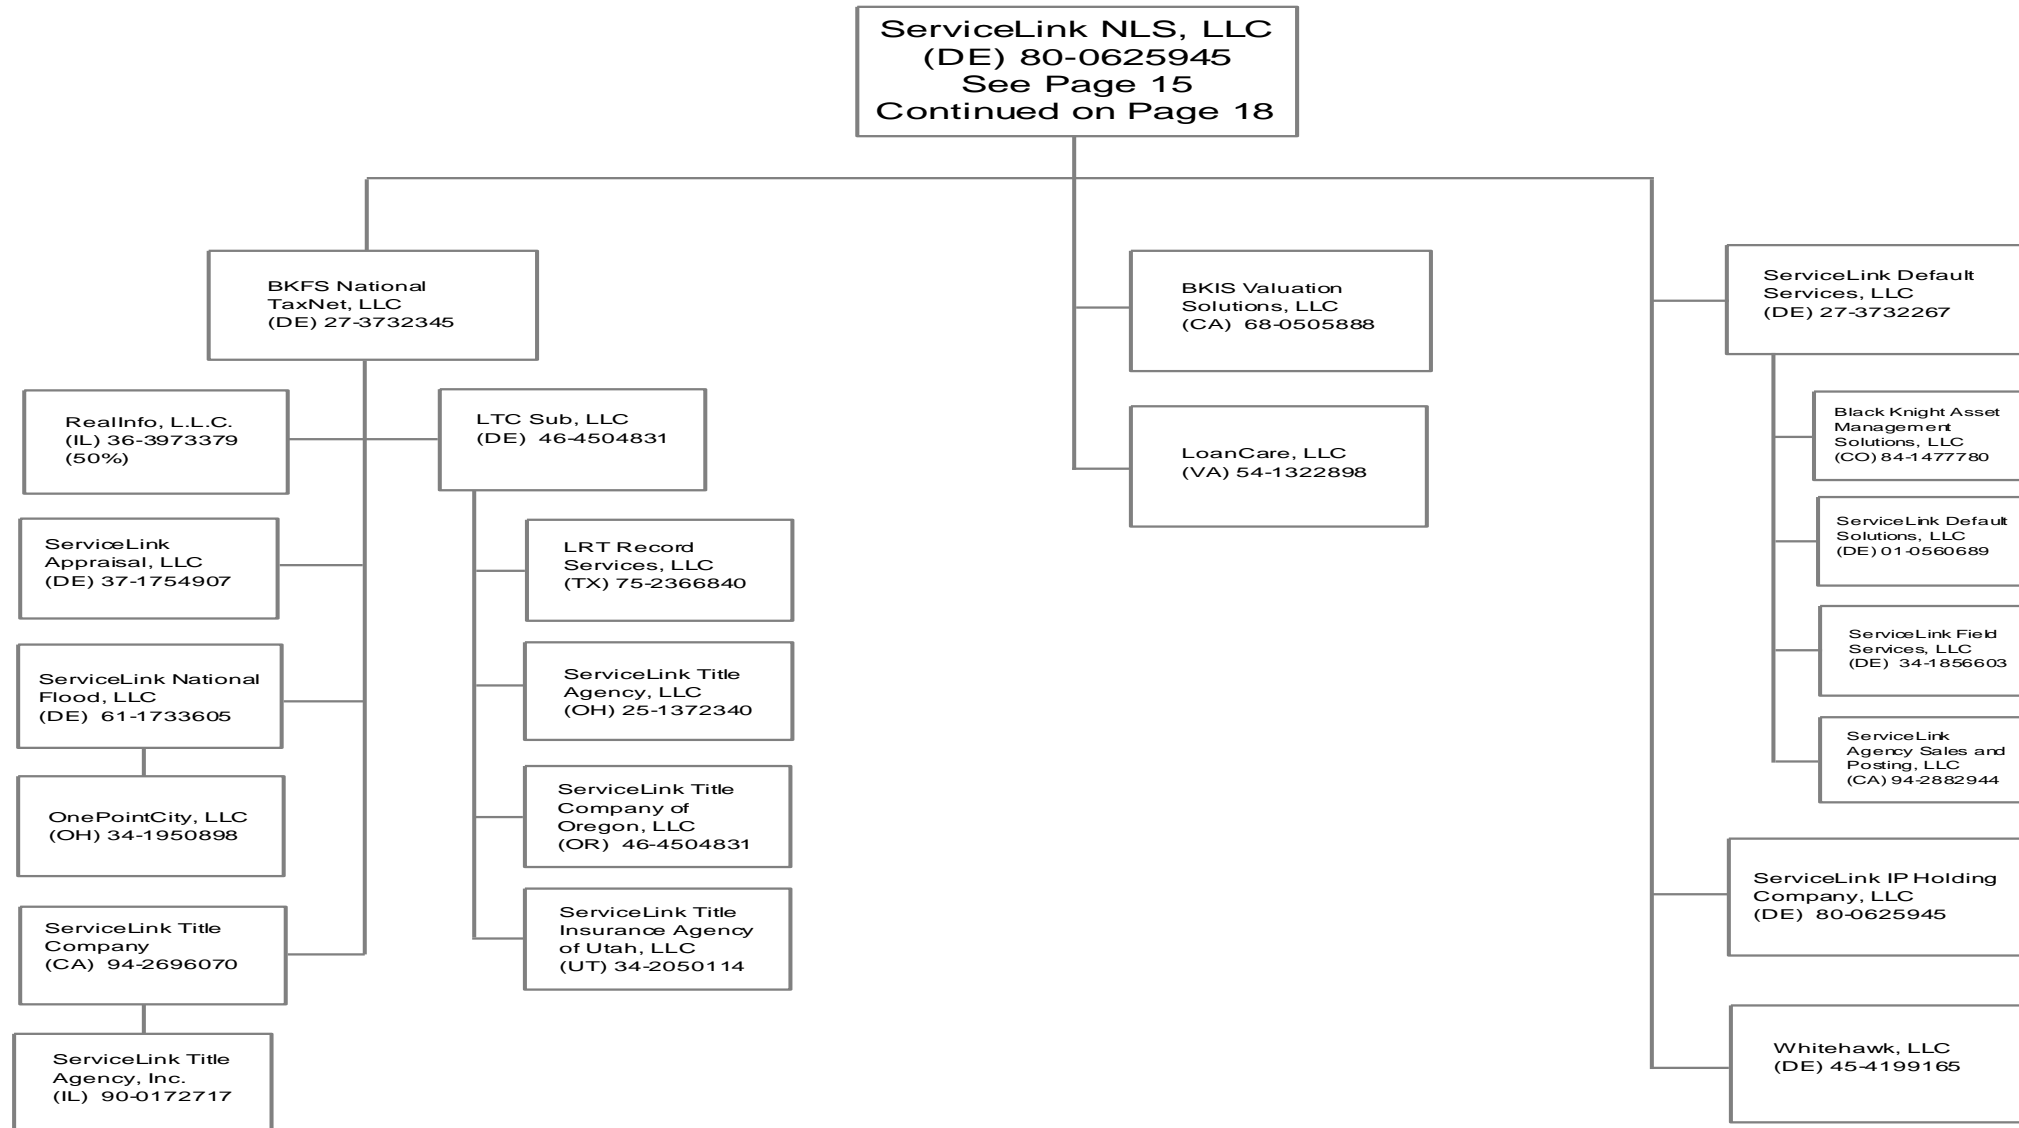 ServiceLink NLS, LLC
(DE) 80-0625945
See Page 15
Continued on Page 18
BKFS National
TaxNet, LLC
(DE) 27-3732345
RealInfo, L.L.C.
(IL) 36-3973379
(50%)
ServiceLink
Appraisal, LLC
(DE) 37-1754907
ServiceLink National
Flood, LLC
(DE) 61-1733605
OnePointCity, LLC
(OH) 34-1950898
ServiceLink Title
Company
(CA) 94-2696070
ServiceLink Title
Agency, Inc.
(IL) 90-0172717
LTC Sub, LLC
(DE) 46-4504831
LRT Record
Services, LLC
(TX) 75-2366840
ServiceLink Title
Agency, LLC
(OH) 25-1372340
ServiceLink Title
Company of
Oregon, LLC
(OR) 46-4504831
ServiceLink Title
Insurance Agency
of Utah, LLC
(UT) 34-2050114
BKIS Valuation
Solutions, LLC
(CA) 68-0505888
LoanCare, LLC
(VA) 54-1322898
ServiceLink Default
Services, LLC
(DE) 27-3732267
Black Knight Asset
Management
Solutions, LLC
(CO) 84-1477780
ServiceLink Default
Solutions, LLC
(DE) 01-0560689
ServiceLink Field
Services, LLC
(DE) 34-1856603
ServiceLink
Agency Sales and
Posting, LLC
(CA) 94-2882944
ServiceLink IP Holding
Company, LLC
(DE) 80-0625945
Whitehawk, LLC
(DE) 45-4199165